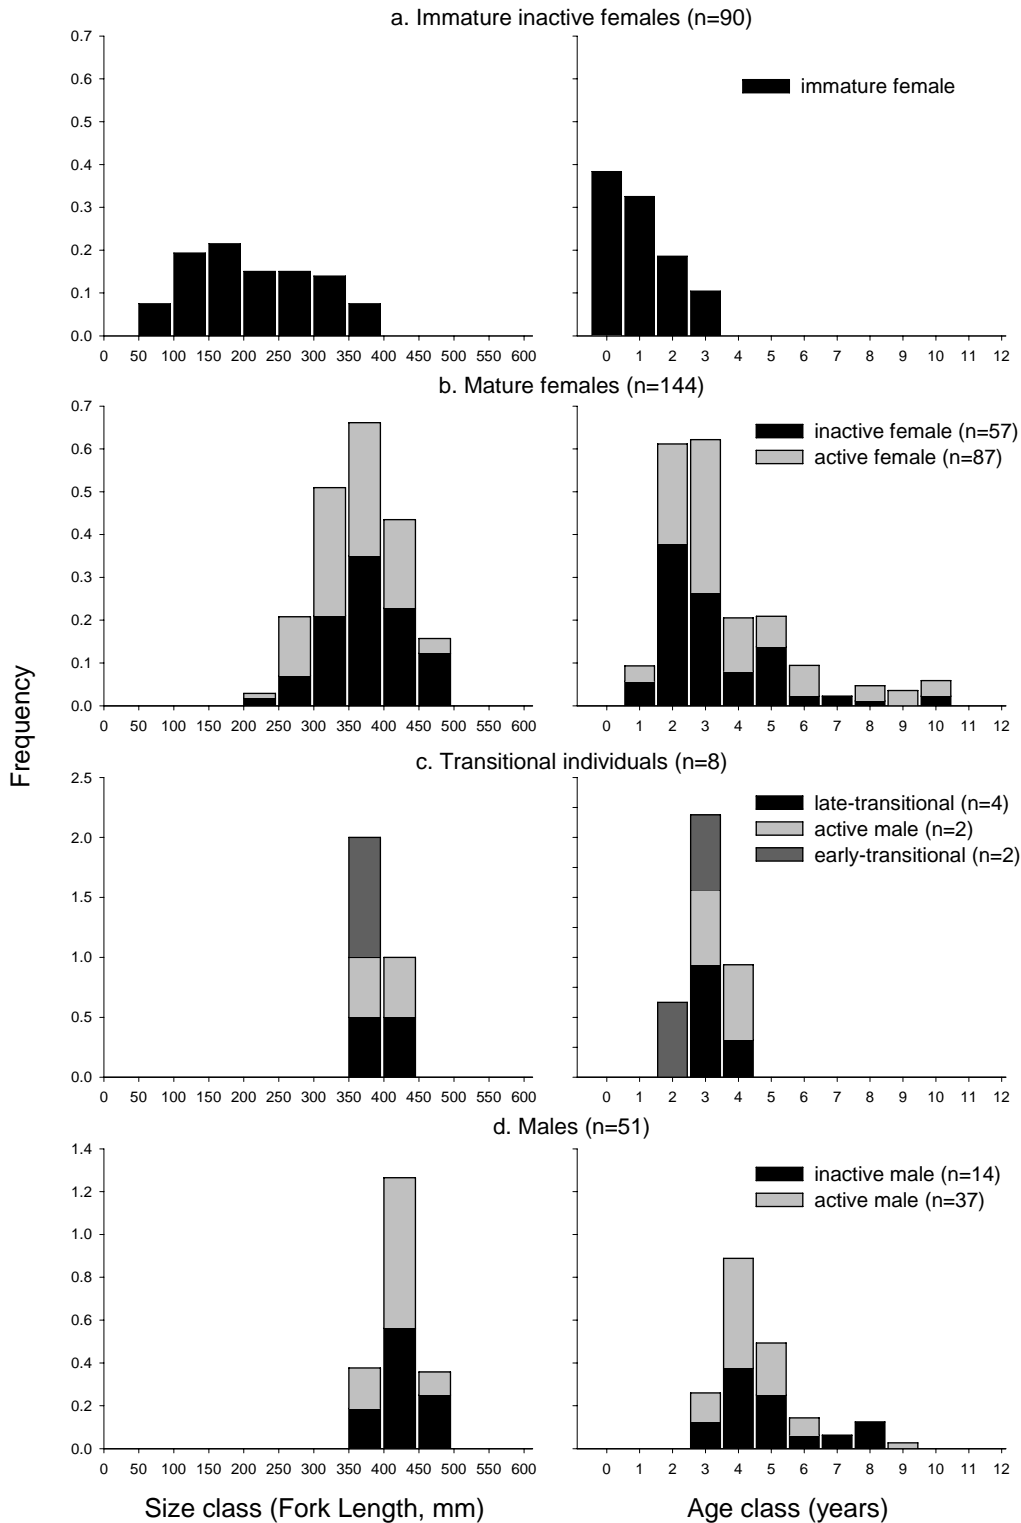 a. Immature inactive females (n=90)
0.7
0.6
0.5
0.4
0.3
0.2
0.1
0.0
immature female
0 50 100 150 200 250 300 350 400 450 500 550 600
0 1 2 3 4 5 6 7 8 9 10 11 12
b. Mature females (n=144)
0.7
0.6
0.5
0.4
0.3
0.2
0.1
0.0
inactive female (n=57)
active female (n=87)
0 50 100 150 200 250 300 350 400 450 500 550 600
0 1 2 3 4 5 6 7 8 9 10 11 12
Frequency
c. Transitional individuals (n=8)
2.5
2.0
1.5
1.0
0.5
0.0
late-transitional (n=4)
active male (n=2)
early-transitional (n=2)
0 50 100 150 200 250 300 350 400 450 500 550 600
0 1 2 3 4 5 6 7 8 9 10 11 12
d. Males (n=51)
1.4
1.2
1.0
0.8
0.6
0.4
0.2
0.0
inactive male (n=14)
active male (n=37)
0 50 100 150 200 250 300 350 400 450 500 550 600
0 1 2 3 4 5 6 7 8 9 10 11 12
Size class (Fork Length, mm)
Age class (years)